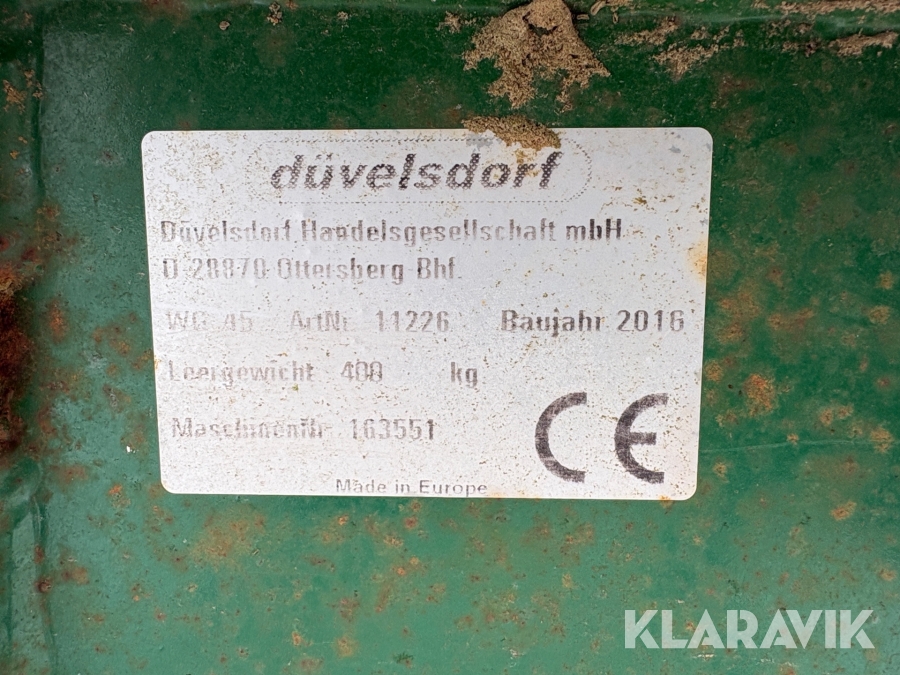 düvelsdorf
Düvelsdorf Handelsgesellschaft mbH
D 28870 Ottersberg Bhf.
WG 45 ArtNr. 11226 Baujahr 2016
Leergewicht 400 kg
MaschinenNr 163551
CE
Made in Europe
KLARAVIK